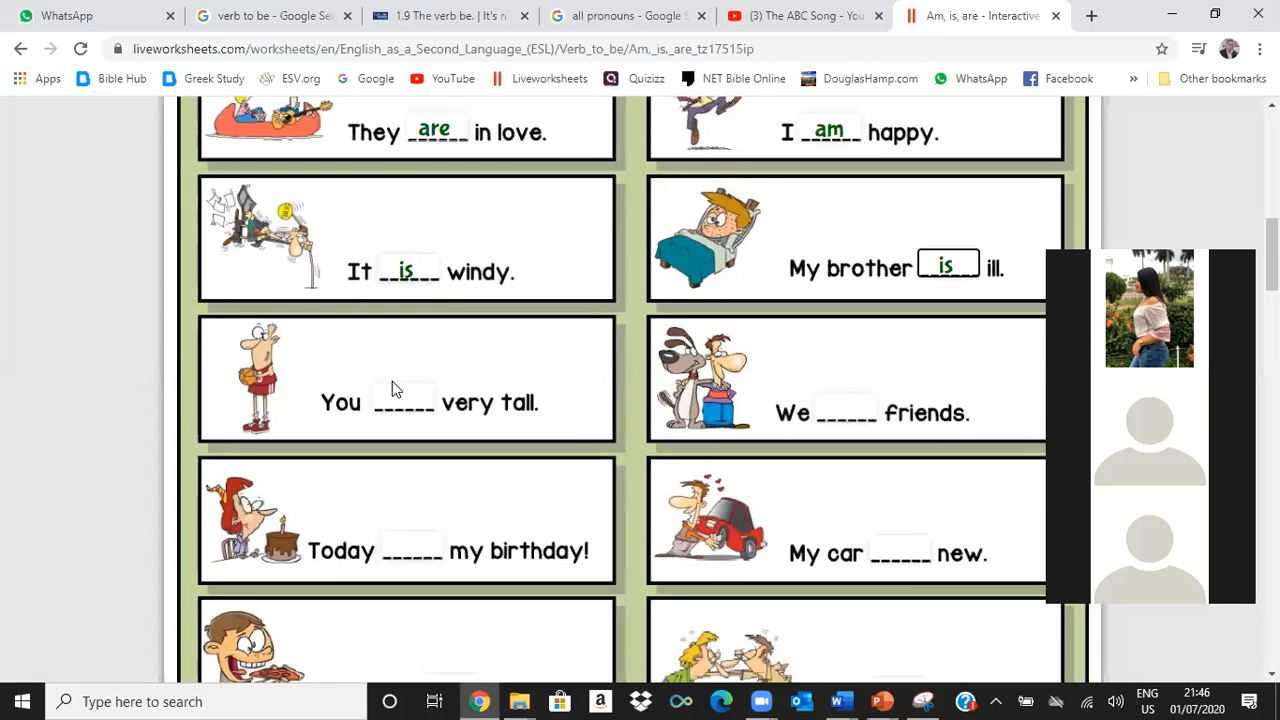 WhatsApp
verb to be - Google Se
1.9 The verb be. | It's n
all pronouns - Google S
(3) The ABC Song - You
Am, is, are - Interactive
liveworksheets.com/worksheets/en/English_as_a_Second_Language_(ESL)/Verb_to_be/Am,_is,_are_tz17515ip
Apps Bible Hub Greek Study ESV.org Google YouTube Liveworksheets Quizizz NET Bible Online DouglasHamp.com WhatsApp Facebook » Other bookmarks
They are in love.
I am happy.
It is windy.
My brother is ill.
You ______ very tall.
We ______ friends.
Today ______ my birthday!
My car ______ new.
Type here to search
ENG 21:46
US 01/07/2020